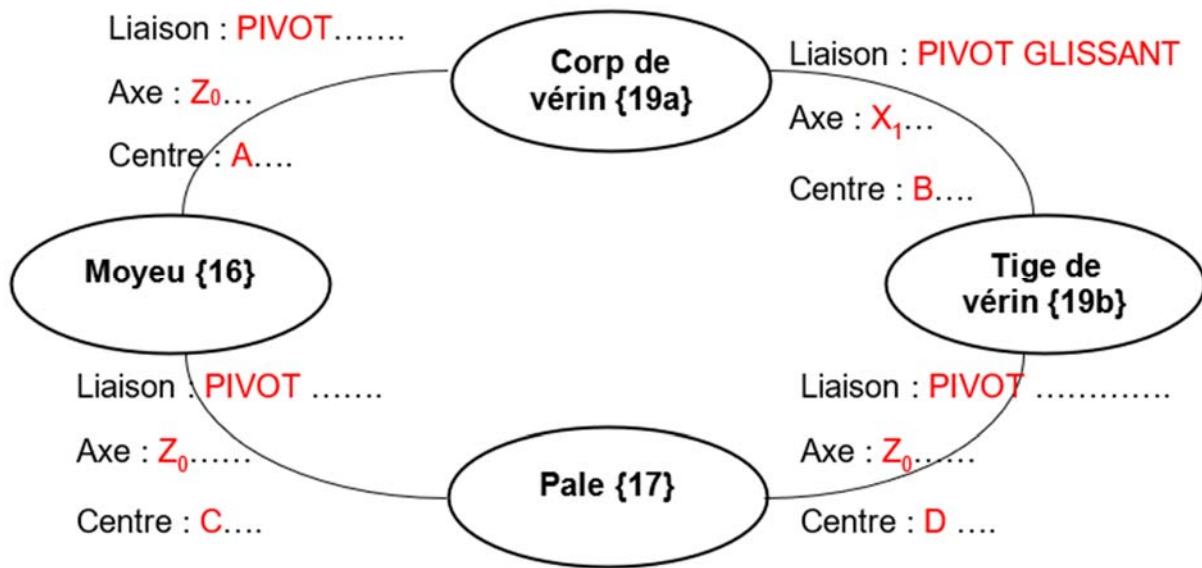 Liaison : PIVOT…….
Axe : Z₀…
Centre : A….
Corp de
vérin {19a}
Liaison : PIVOT GLISSANT
Axe : X₁…
Centre : B….
Moyeu {16}
Tige de
vérin {19b}
Liaison : PIVOT …….
Axe : Z₀……
Centre : C….
Pale {17}
Liaison : PIVOT ………….
Axe : Z₀……
Centre : D ….